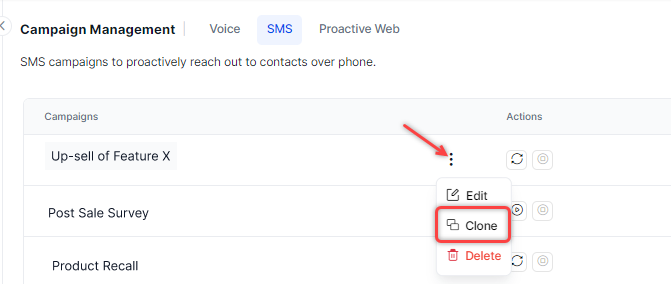 Campaign Management Voice SMS Proactive Web
SMS campaigns to proactively reach out to contacts over phone.
Campaigns Actions
Up-sell of Feature X
Edit
Post Sale Survey
Clone
Delete
Product Recall